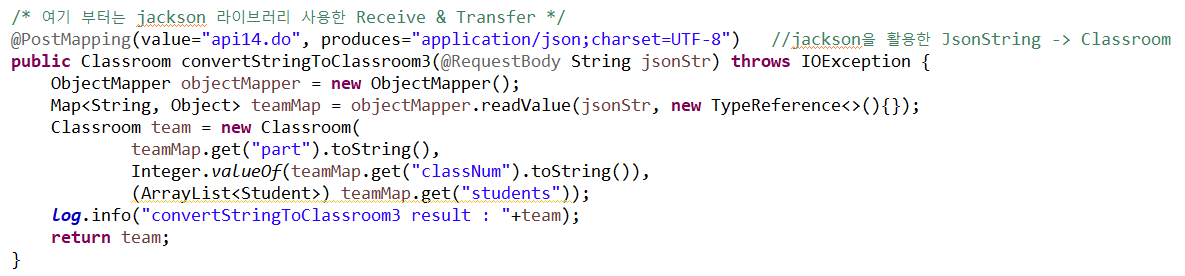 /* 여기 부터는 jackson 라이브러리 사용한 Receive & Transfer */
@PostMapping(value="api14.do", produces="application/json;charset=UTF-8")   //jackson을 활용한 JsonString -> Classroom
public Classroom convertStringToClassroom3(@RequestBody String jsonStr) throws IOException {
    ObjectMapper objectMapper = new ObjectMapper();
    Map<String, Object> teamMap = objectMapper.readValue(jsonStr, new TypeReference<>(){});
    Classroom team = new Classroom(
            teamMap.get("part").toString(),
            Integer.valueOf(teamMap.get("classNum").toString()),
            (ArrayList<Student>) teamMap.get("students"));
    log.info("convertStringToClassroom3 result : "+team);
    return team;
}